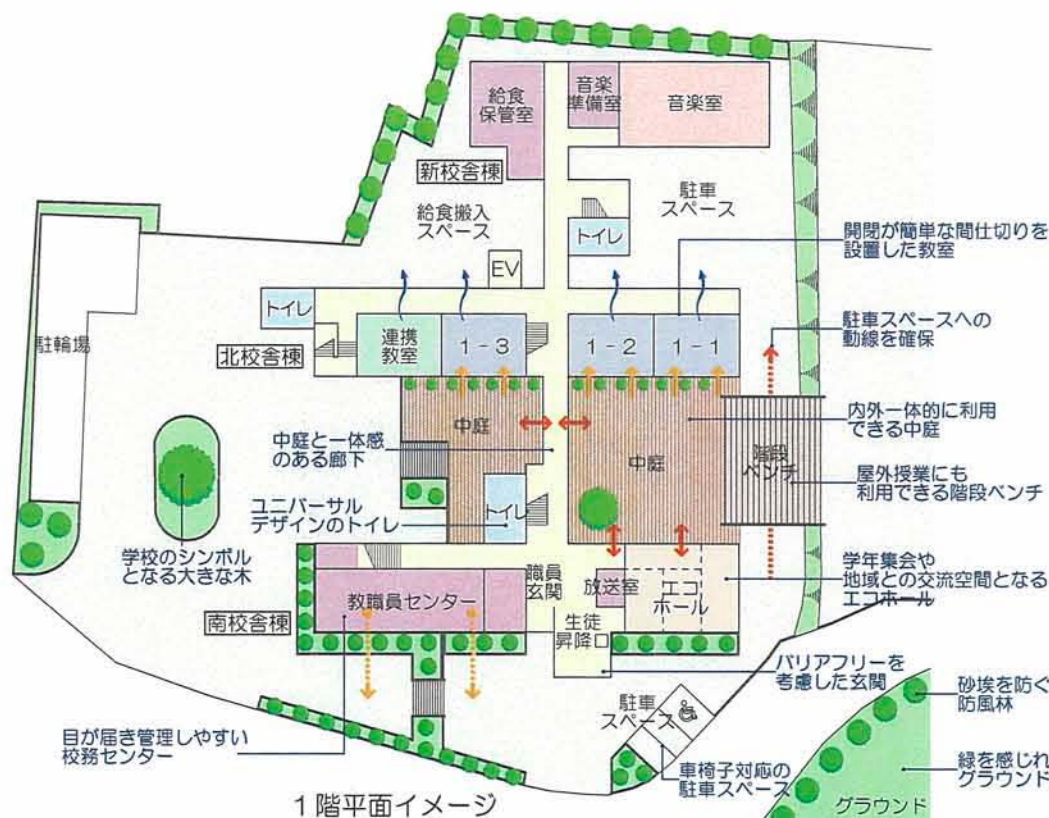 給食
保管室
音楽
準備室
音楽室
新校舎棟
給食搬入
スペース
駐車
スペース
トイレ
EV
開閉が簡単な間仕切りを
設置した教室
駐輪場
トイレ
北校舎棟
連携
教室
1-3
1-2
1-1
駐車スペースへの
動線を確保
中庭
中庭
内外一体的に利用
できる中庭
階段
ベンチ
中庭と一体感
のある廊下
屋外授業にも
利用できる階段ベンチ
ユニバーサル
デザインのトイレ
トイレ
学校のシンボル
となる大きな木
職員
玄関
放送室
エコ
ホール
学年集会や
地域との交流空間となる
エコホール
教職員センター
南校舎棟
生徒
昇降口
バリアフリーを
考慮した玄関
駐車
スペース
砂埃を防ぐ
防風林
目が届き管理しやすい
校務センター
車椅子対応の
駐車スペース
緑を感じれ
グラウンド
グラウンド
1階平面イメージ